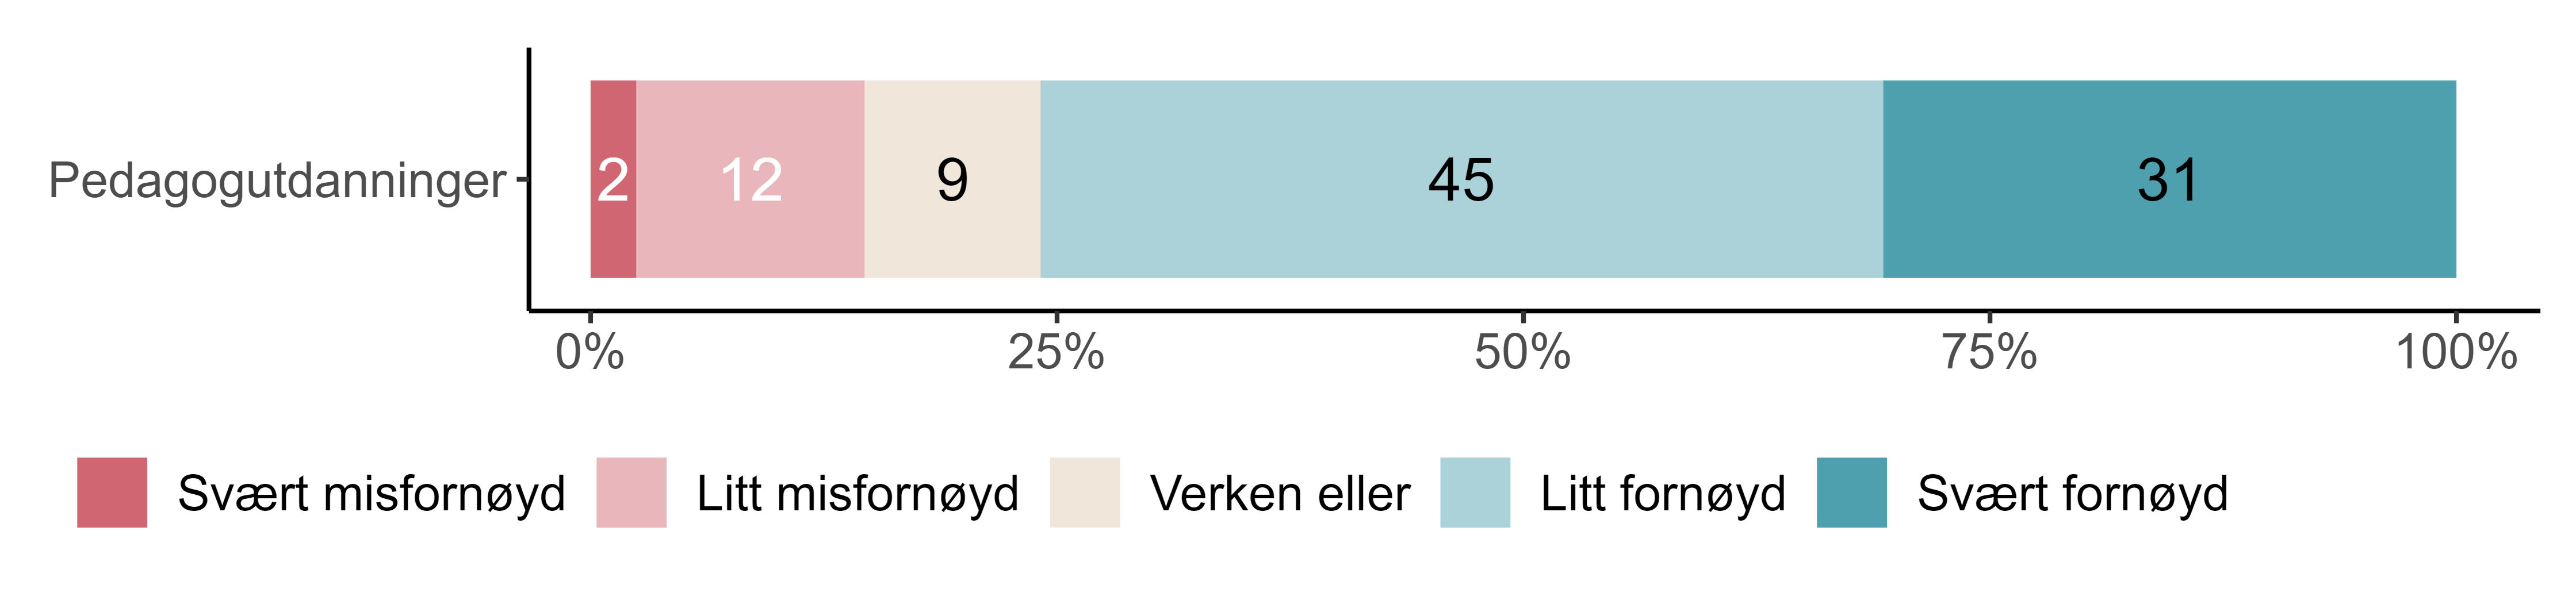 Pedagogutdanninger 2 12 9 45 31
0% 25% 50% 75% 100%
Svært misfornøyd Litt misfornøyd Verken eller Litt fornøyd Svært fornøyd